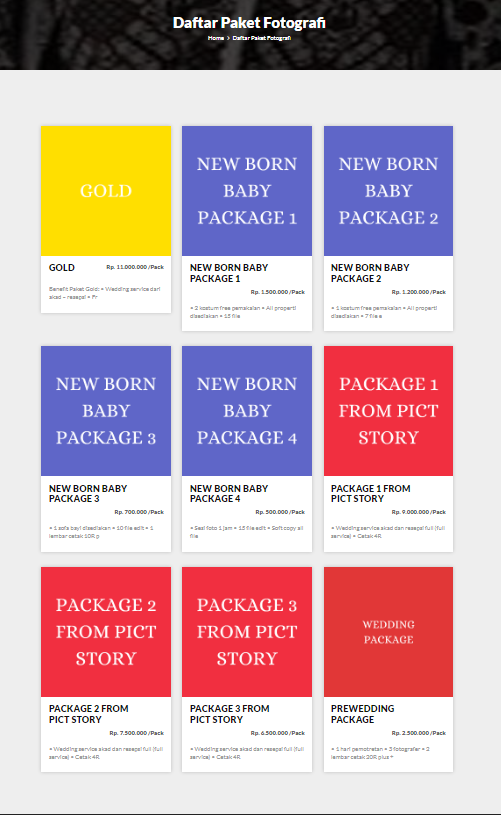 Daftar Paket Fotografi
Home > Daftar Paket Fotografi
GOLD
NEW BORN
BABY
PACKAGE 1
NEW BORN
BABY
PACKAGE 2
GOLD Rp. 11.000.000 /Pack
Benefit Paket Gold: = Wedding service dari
akad – resepsi = Fr
NEW BORN BABY
PACKAGE 1
Rp. 1.500.000 /Pack
kostum free pemakaian = All properti
disediakan = 15 file
NEW BORN BABY
PACKAGE 2
Rp. 1.200.000 /Pack
= 1 kostum free pemakaian = All properti
disediakan = 7 file e
NEW BORN
BABY
PACKAGE 3
NEW BORN
BABY
PACKAGE 4
PACKAGE 1
FROM PICT
STORY
NEW BORN BABY
PACKAGE 3
Rp. 700.000 /Pack
= 1 sofa bayi disediakan = 10 file edit = 1
lembar cetak 10R p
NEW BORN BABY
PACKAGE 4
Rp. 500.000 /Pack
= Sesi foto 1 jam = 15 file edit = Soft copy all
file
PACKAGE 1 FROM
PICT STORY
Rp. 9.000.000 /Pack
= Wedding service akad dan resepsi full (full
service) = Cetak 4R
PACKAGE 2
FROM PICT
STORY
PACKAGE 3
FROM PICT
STORY
WEDDING
PACKAGE
PACKAGE 2 FROM
PICT STORY
Rp. 7.500.000 /Pack
= Wedding service akad dan resepsi full (full
service) = Cetak 4R
PACKAGE 3 FROM
PICT STORY
Rp. 6.500.000 /Pack
= Wedding service akad dan resepsi full (full
service) = Cetak 4R
PREWEDDING
PACKAGE
Rp. 2.500.000 /Pack
= 1 hari pemotretan = fotografer =
lembar cetak 20R plus +